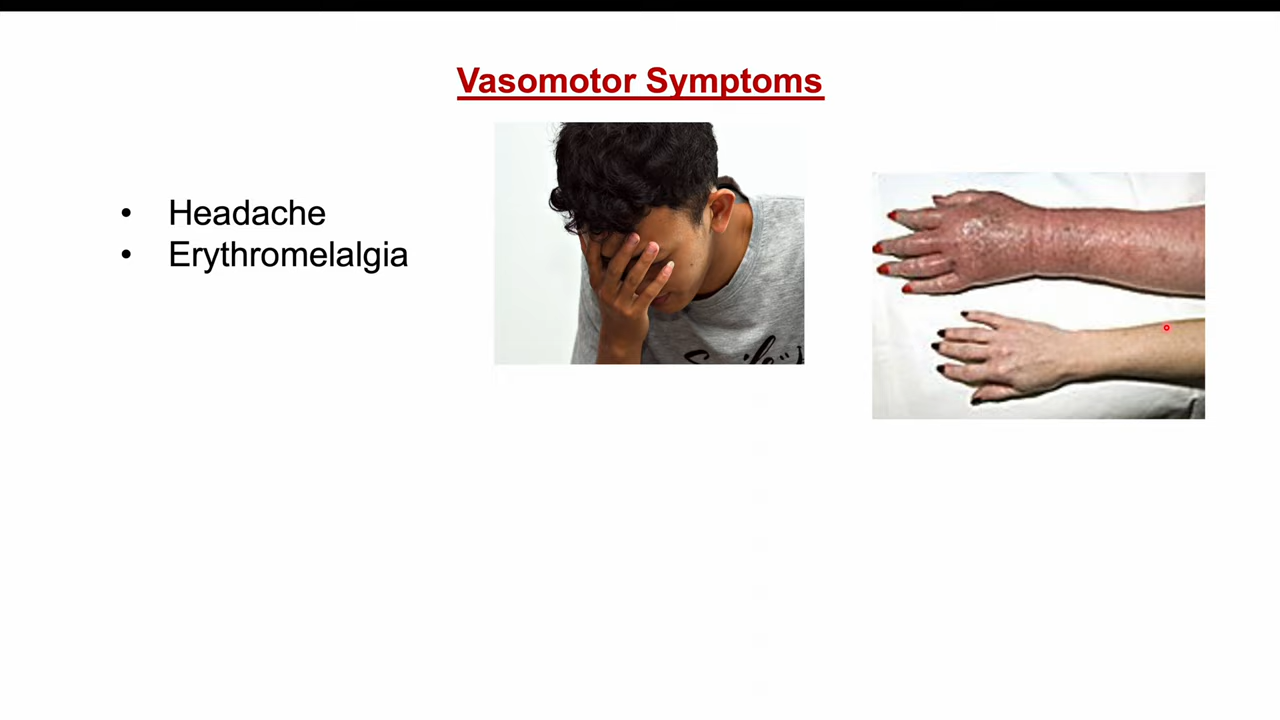 Vasomotor Symptoms
• Headache
• Erythromelalgia